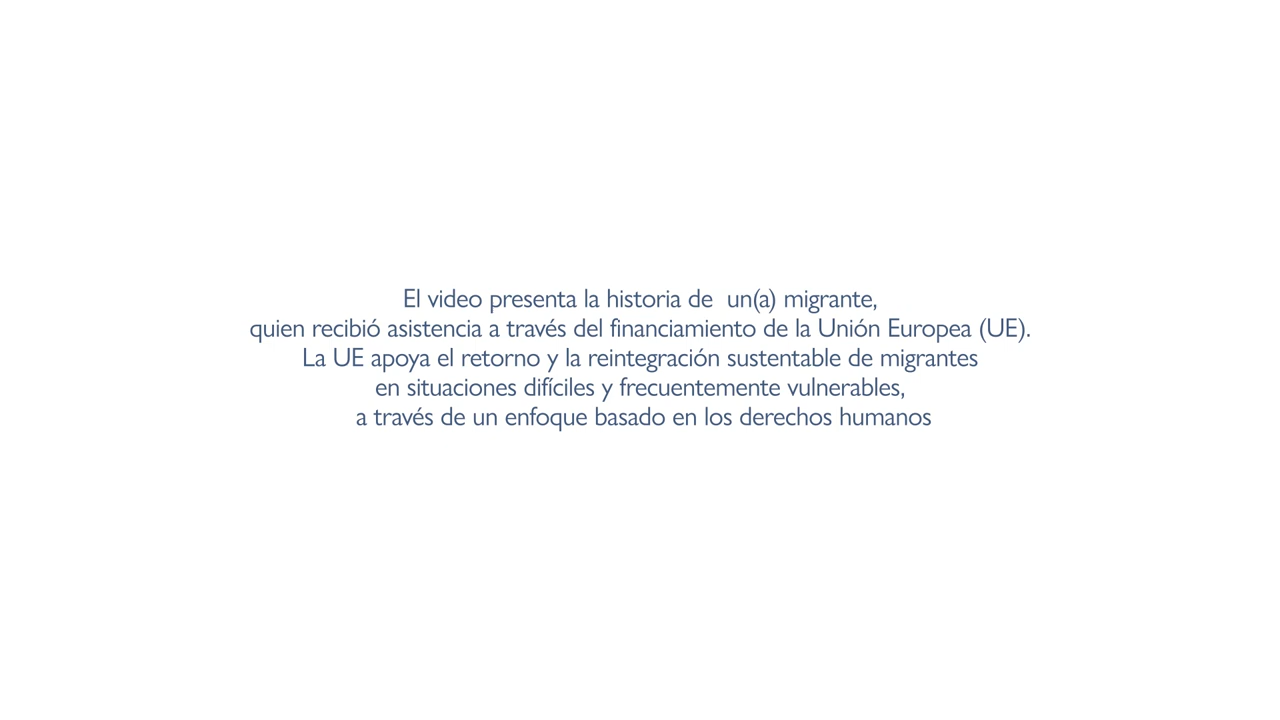 El video presenta la historia de  un(a) migrante,
quien recibió asistencia a través del financiamiento de la Unión Europea (UE).
La UE apoya el retorno y la reintegración sustentable de migrantes
en situaciones difíciles y frecuentemente vulnerables,
a través de un enfoque basado en los derechos humanos